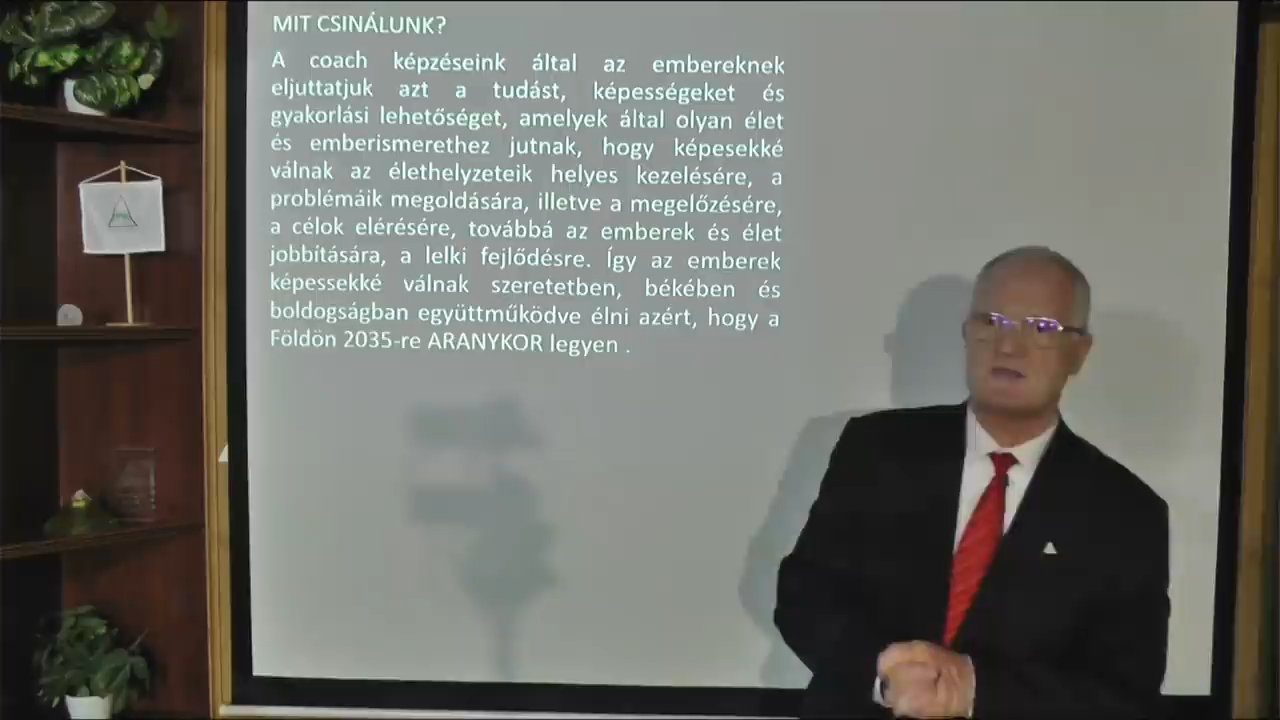 MIT CSINÁLUNK?
A coach képzéseink által az embereknek
eljuttatjuk azt a tudást, képességeket és
gyakorlási lehetőséget, amelyek által olyan élet
és emberismerethez jutnak, hogy képesekké
válnak az élethelyzeteik helyes kezelésére, a
problémáik megoldására, illetve a megelőzésére,
a célok elérésére, továbbá az emberek és élet
jobbítására, a lelki fejlődésre. Így az emberek
képessekké válnak szeretetben, békében és
boldogságban együttműködve élni azért, hogy a
Földön 2035-re ARANYKOR legyen .